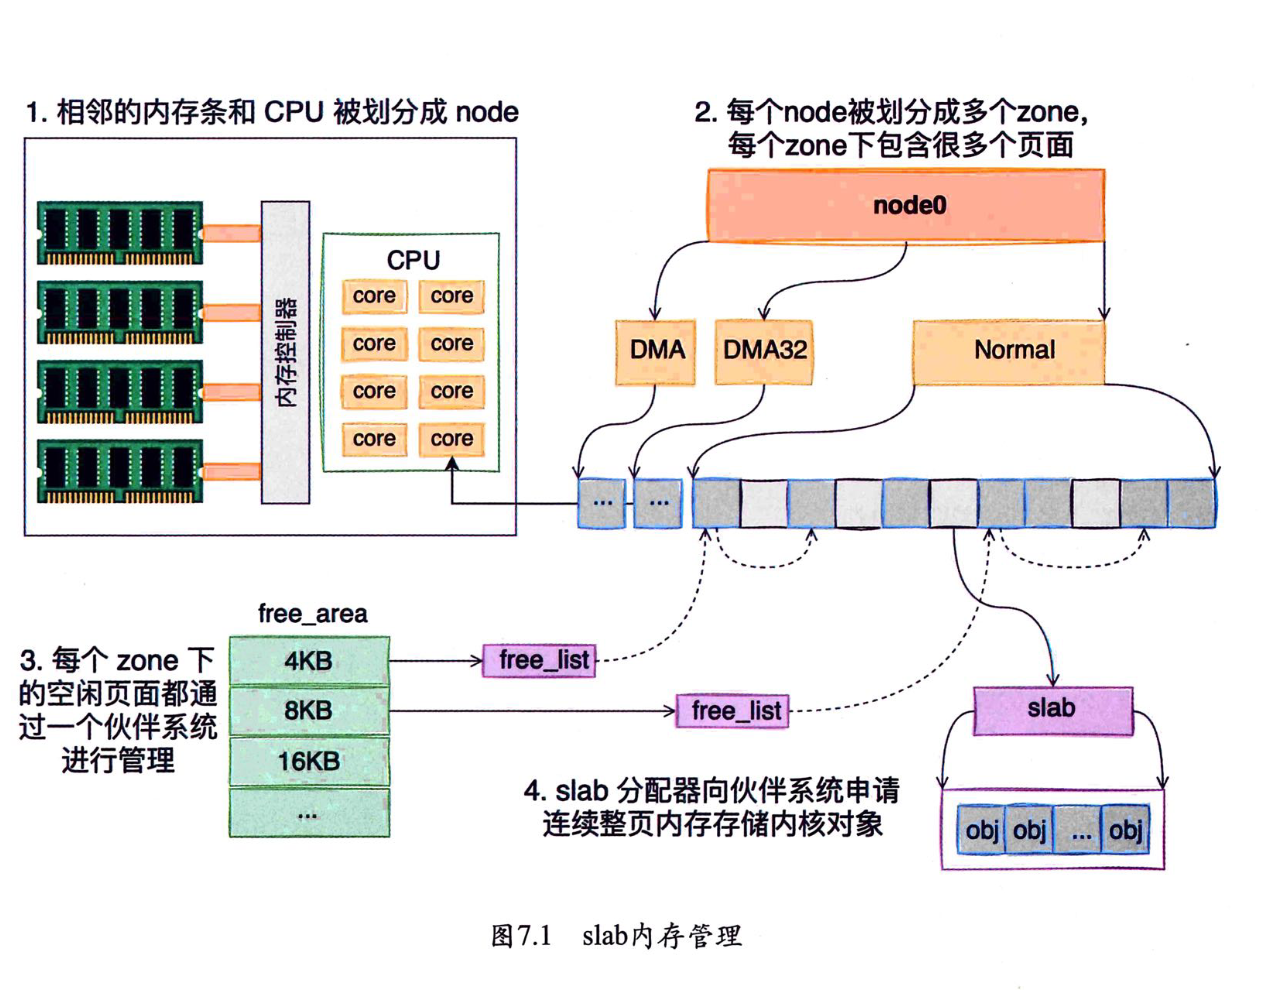 1. 相邻的内存条和 CPU 被划分成 node
内存控制器
CPU
core core
core core
core core
core core
2. 每个node被划分成多个zone,
每个zone下包含很多个页面
node0
DMA
DMA32
Normal
...
...
3. 每个 zone 下
的空闲页面都通
过一个伙伴系统
进行管理
free_area
4KB
8KB
16KB
...
free_list
free_list
4. slab 分配器向伙伴系统申请
连续整页内存存储内核对象
slab
obj obj ... obj
图7.1 slab内存管理